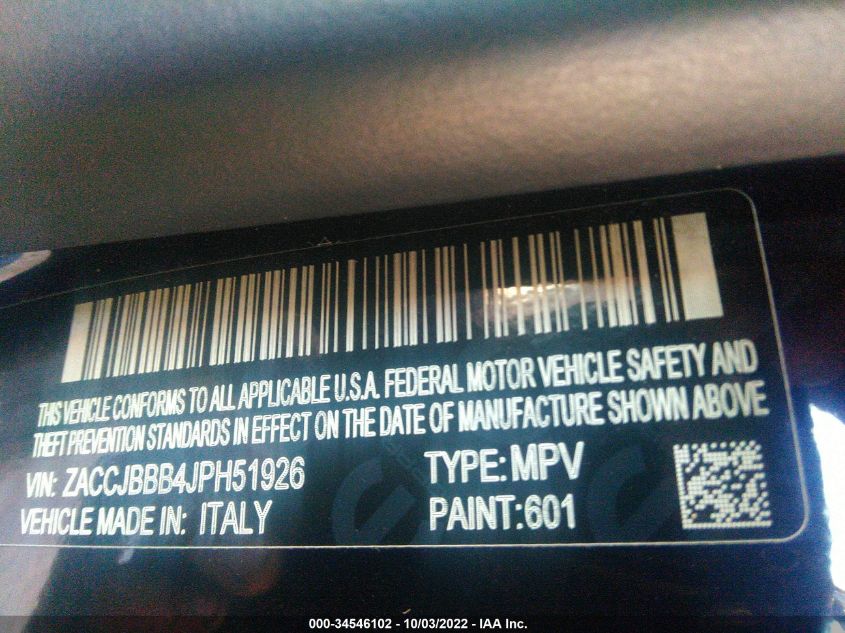 THIS VEHICLE CONFORMS TO ALL APPLICABLE U.S.A. FEDERAL MOTOR VEHICLE SAFETY AND
THEFT PREVENTION STANDARDS IN EFFECT ON THE DATE OF MANUFACTURE SHOWN ABOVE
VIN: ZACCJBBB4JPH51926 TYPE: MPV
VEHICLE MADE IN: ITALY PAINT: 601
000-34546102 - 10/03/2022 - IAA Inc.